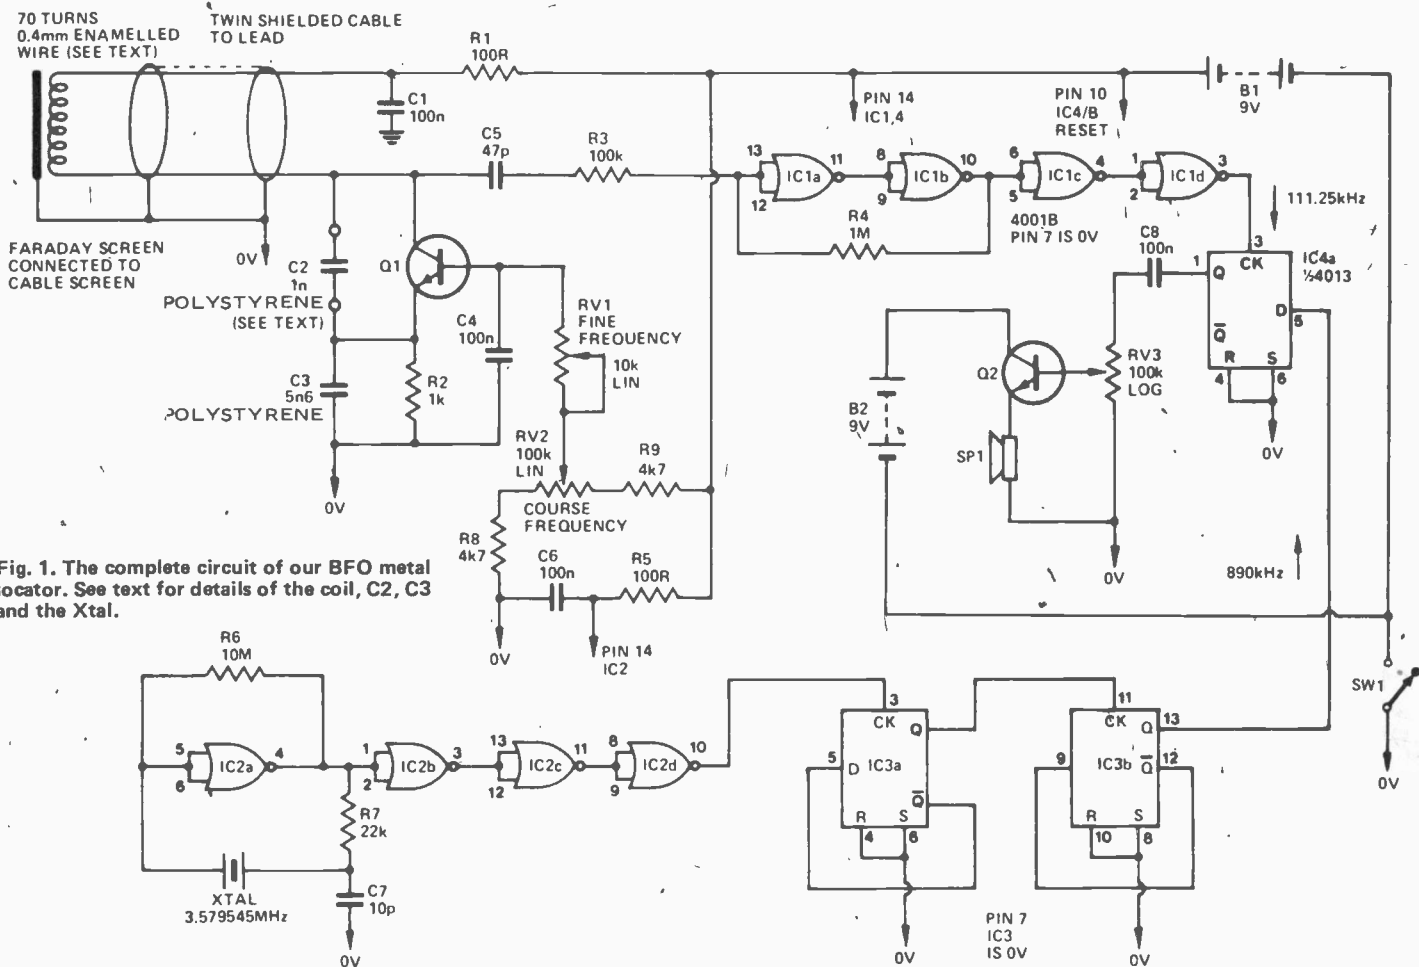 70 TURNS
0.4mm ENAMELLED
WIRE (SEE TEXT)
TWIN SHIELDED CABLE
TO LEAD
R1
100R
C1
100n
PIN 14
IC1,4
PIN 10
IC4/B
RESET
B1
9V
C5
47p
R3
100k
13
12
IC1a
11
8
9
IC1b
10
6
5
IC1c
4
1
2
IC1d
3
R4
1M
4001B
PIN 7 IS 0V
111.25kHz
FARADAY SCREEN
CONNECTED TO
CABLE SCREEN
0V
C2
1n
POLYSTYRENE
(SEE TEXT)
Q1
C4
100n
RV1
FINE
FREQUENCY
10k
LIN
C3
5n6
POLYSTYRENE
R2
1k
0V
RV2
100k
LIN
COURSE
FREQUENCY
R9
4k7
R8
4k7
C6
100n
R5
100R
0V
PIN 14
IC2
C8
100n
1
Q
3
CK
IC4a
½4013
D
5
Q̅
R
S
4
6
0V
Q2
RV3
100k
LOG
B2
9V
SP1
0V
890kHz
SW1
0V
Fig. 1. The complete circuit of our BFO metal
locator. See text for details of the coil, C2, C3
and the Xtal.
R6
10M
5
6
IC2a
4
1
2
IC2b
3
13
12
IC2c
11
8
9
IC2d
10
R7
22k
XTAL
3.579545MHz
C7
10p
0V
3
CK
Q
5
D
IC3a
Q̅
R
S
4
6
0V
11
CK
Q
13
9
IC3b
Q̅
12
R
S
10
8
0V
PIN 7
IC3
IS 0V